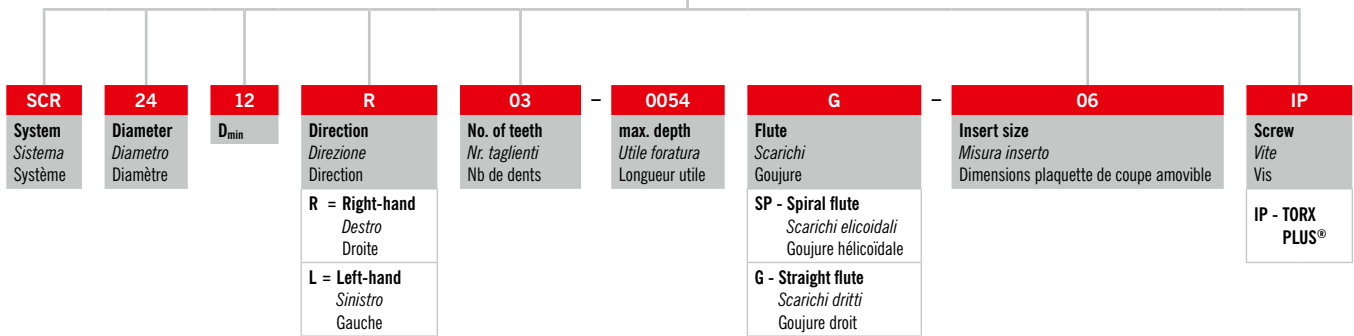 SCR 24 12 R 03 – 0054 G – 06 IP
System
Sistema
Système
Diameter
Diametro
Diamètre
Dmin
Direction
Direzione
Direction
R = Right-hand
Destro
Droite
L = Left-hand
Sinistro
Gauche
No. of teeth
Nr. taglienti
Nb de dents
max. depth
Utile foratura
Longueur utile
Flute
Scarichi
Goujure
SP - Spiral flute
Scarichi elicoidali
Goujure hélicoïdale
G - Straight flute
Scarichi dritti
Goujure droit
Insert size
Misura inserto
Dimensions plaquette de coupe amovible
Screw
Vite
Vis
IP - TORX
PLUS®